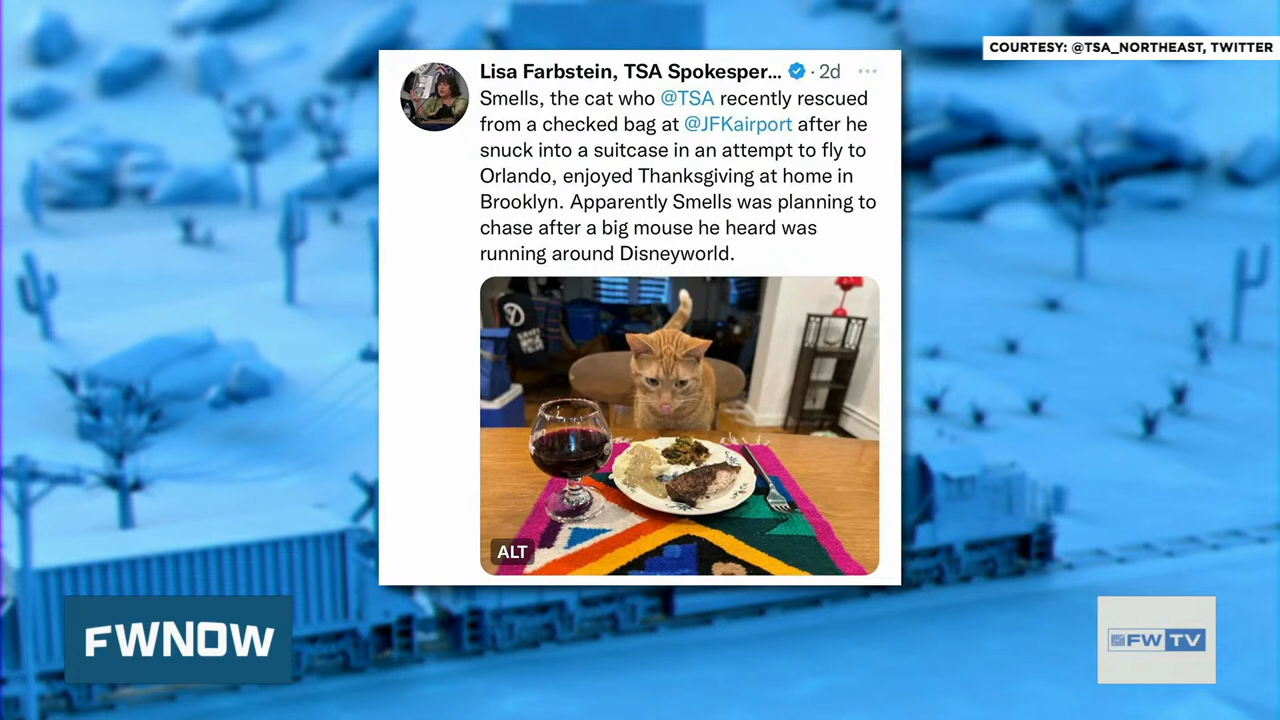 COURTESY: @TSA_NORTHEAST, TWITTER
Lisa Farbstein, TSA Spokesper... · 2d ...
Smells, the cat who @TSA recently rescued
from a checked bag at @JFKairport after he
snuck into a suitcase in an attempt to fly to
Orlando, enjoyed Thanksgiving at home in
Brooklyn. Apparently Smells was planning to
chase after a big mouse he heard was
running around Disneyworld.
ALT
FWNOW
FWTV